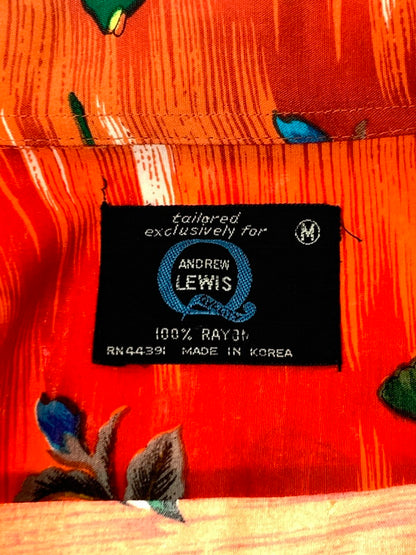 tailored
exclusively for
M
Q
ANDREW
LEWIS
100% RAYON
RN44391 MADE IN KOREA